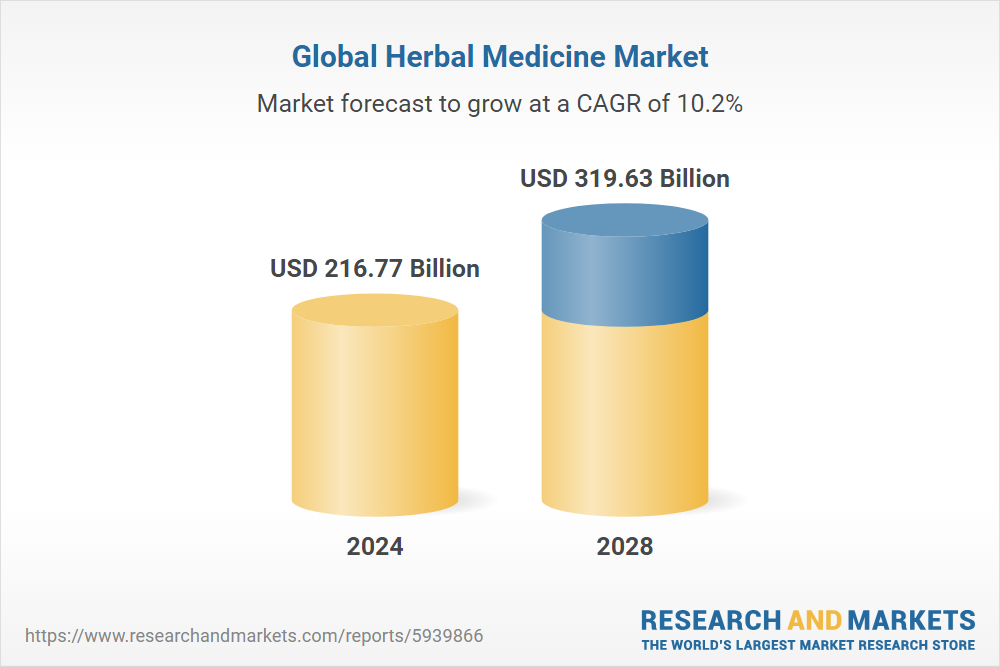 Global Herbal Medicine Market
Market forecast to grow at a CAGR of 10.2%
USD 319.63 Billion
USD 216.77 Billion
2024
2028
https://www.researchandmarkets.com/reports/5939866
RESEARCH AND MARKETS
THE WORLD'S LARGEST MARKET RESEARCH STORE